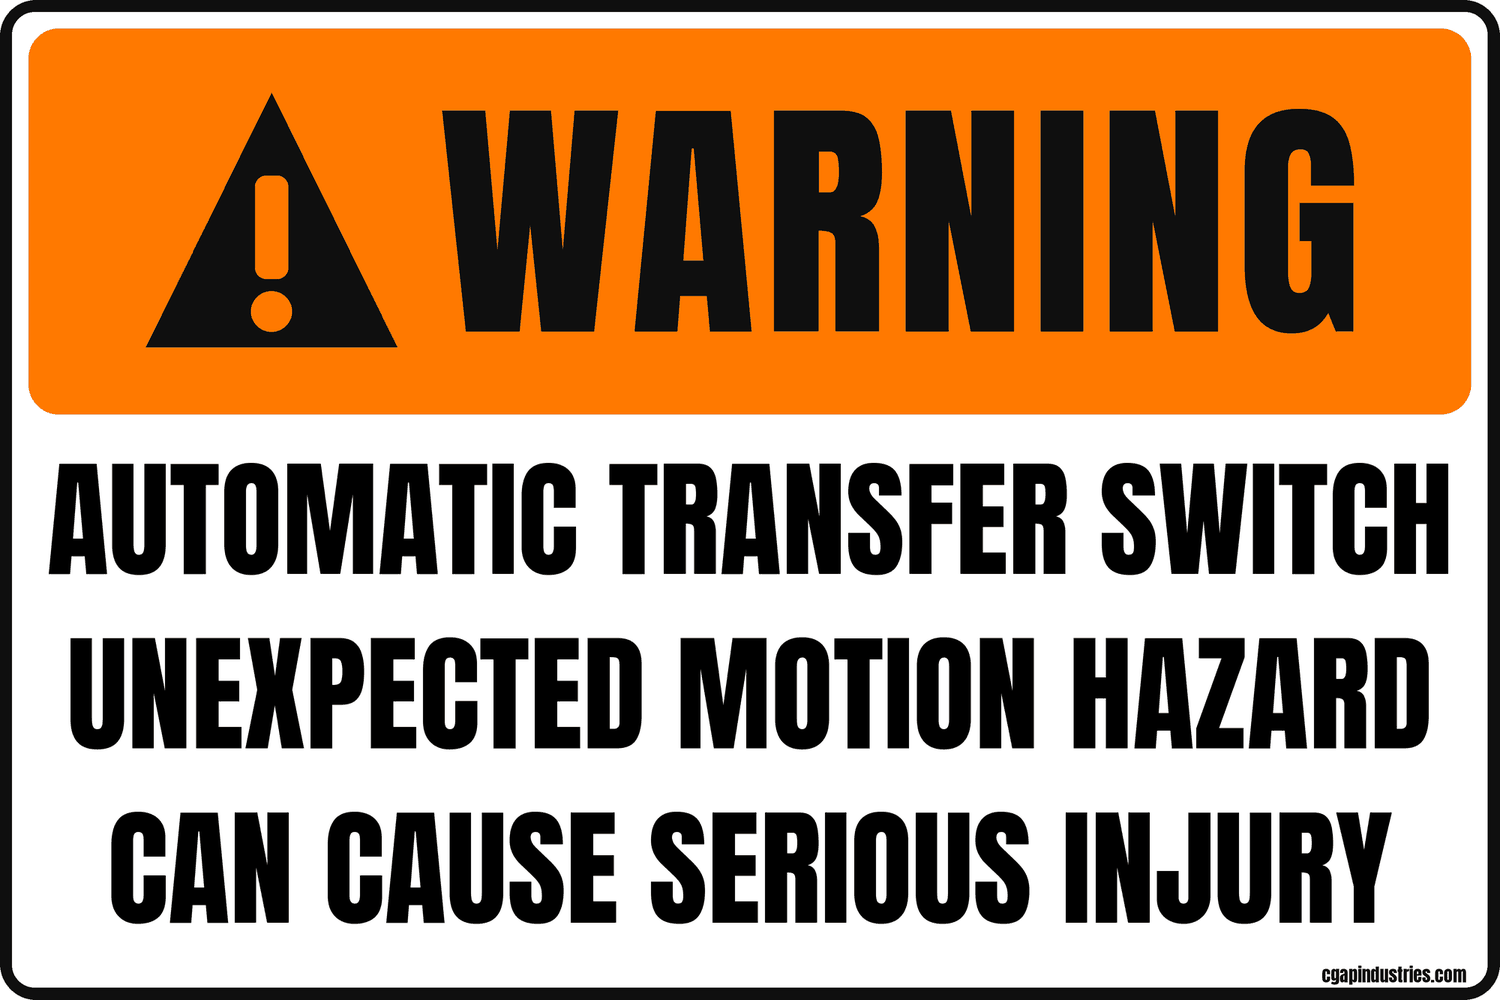 WARNING
AUTOMATIC TRANSFER SWITCH
UNEXPECTED MOTION HAZARD
CAN CAUSE SERIOUS INJURY
cgapindustries.com